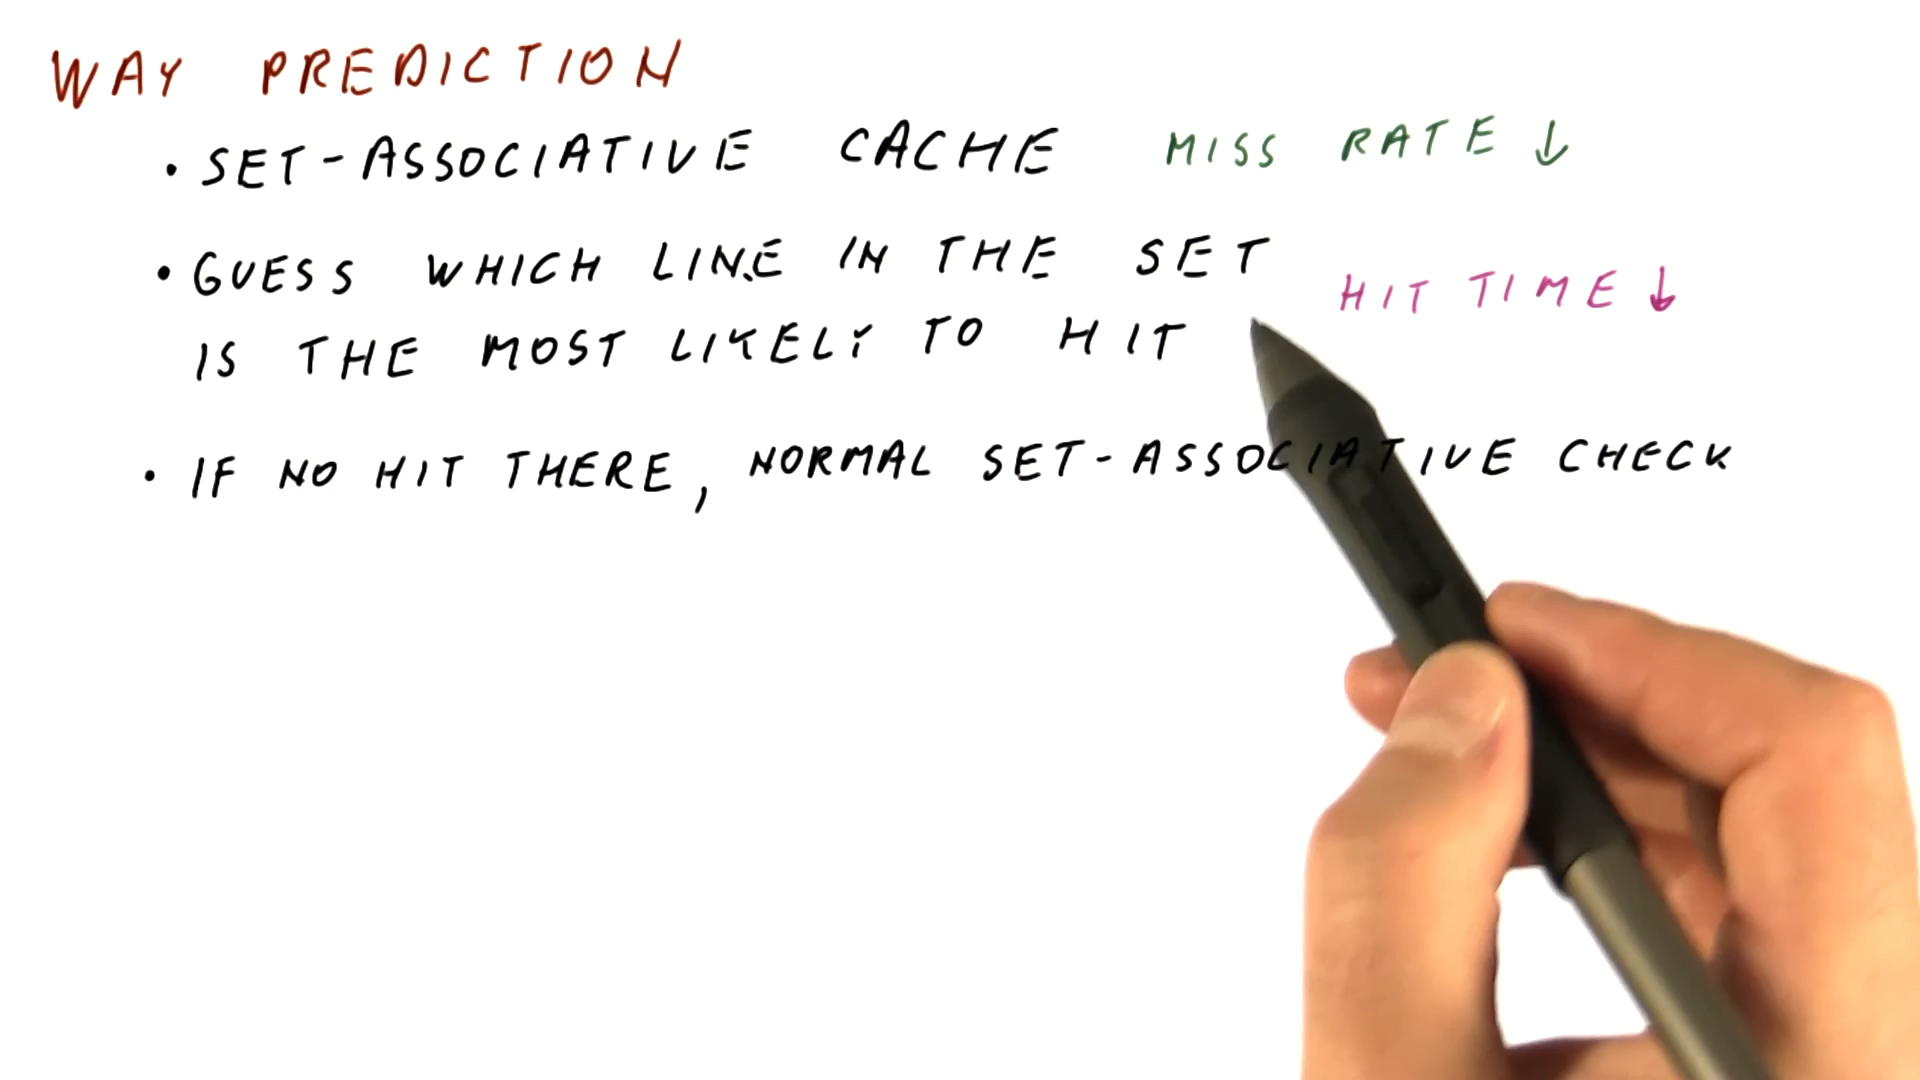 WAY PREDICTION
• SET-ASSOCIATIVE CACHE MISS RATE ↓
• GUESS WHICH LINE IN THE SET
IS THE MOST LIKELY TO HIT HIT TIME ↓
• IF NO HIT THERE, NORMAL SET-ASSOCIATIVE CHECK